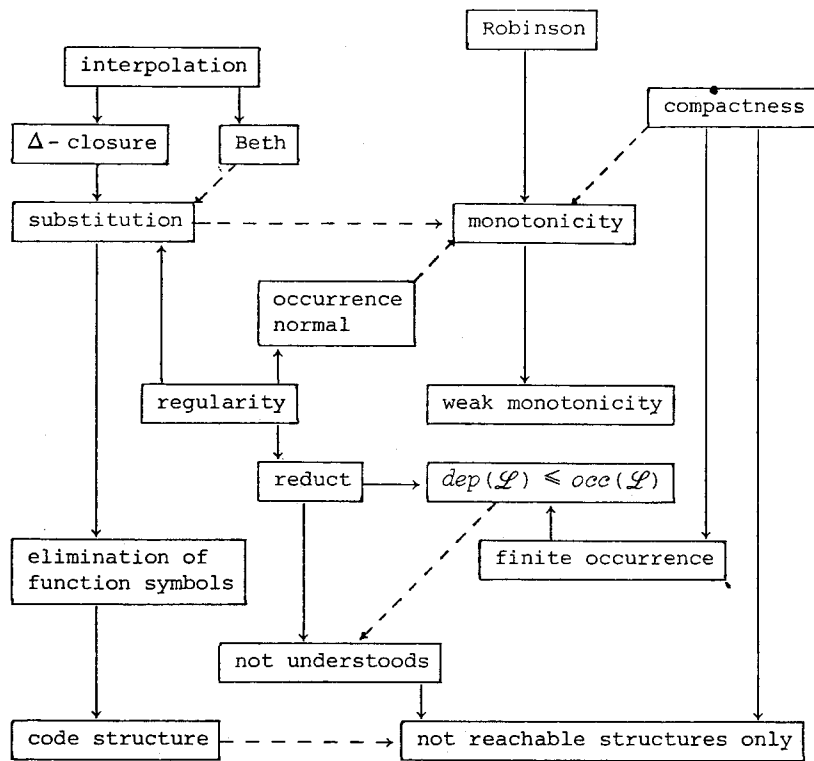 Robinson
interpolation
compactness
Δ- closure
Beth
substitution
monotonicity
occurrence
normal
regularity
weak monotonicity
reduct
dep(ℒ) ⩽ occ(ℒ)
elimination of
function symbols
finite occurrence
not understoods
code structure
not reachable structures only